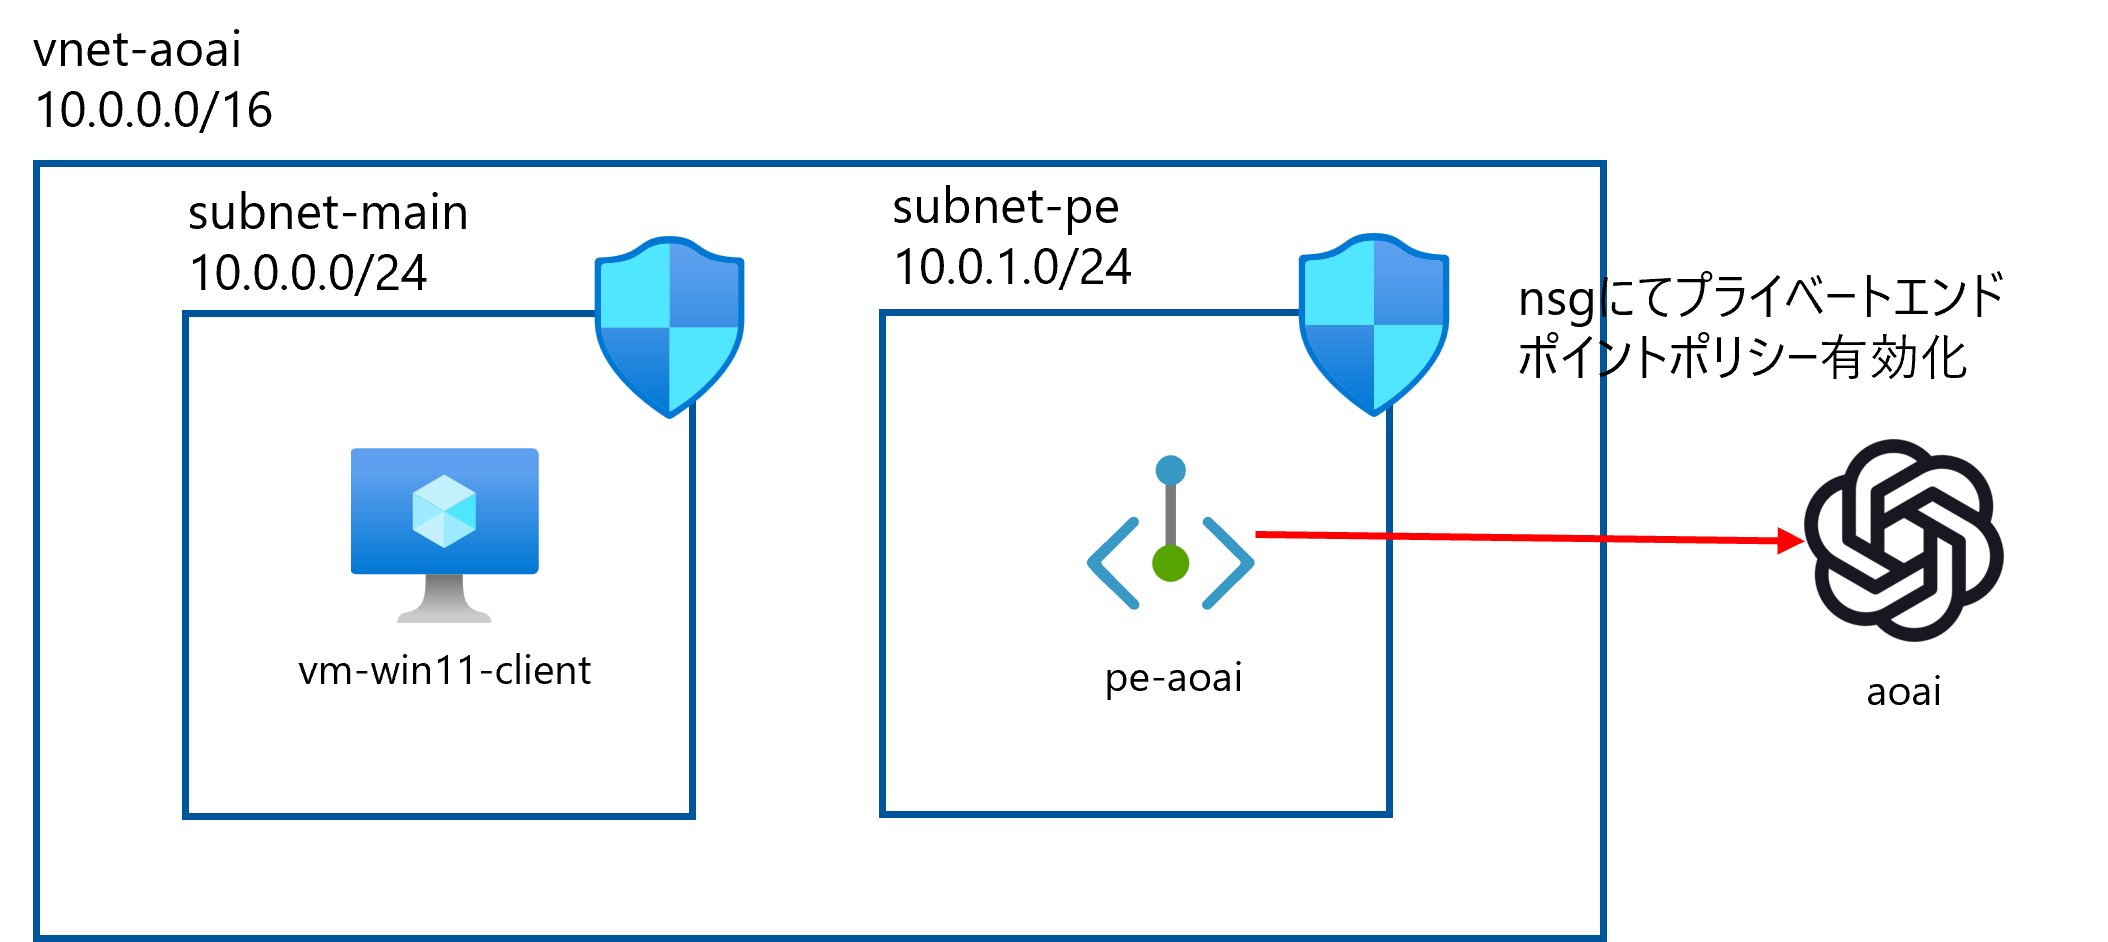 vnet-aoai
10.0.0.0/16
subnet-main
10.0.0.0/24
subnet-pe
10.0.1.0/24
nsgにてプライベートエンド
ポイントポリシー有効化
vm-win11-client
pe-aoai
aoai